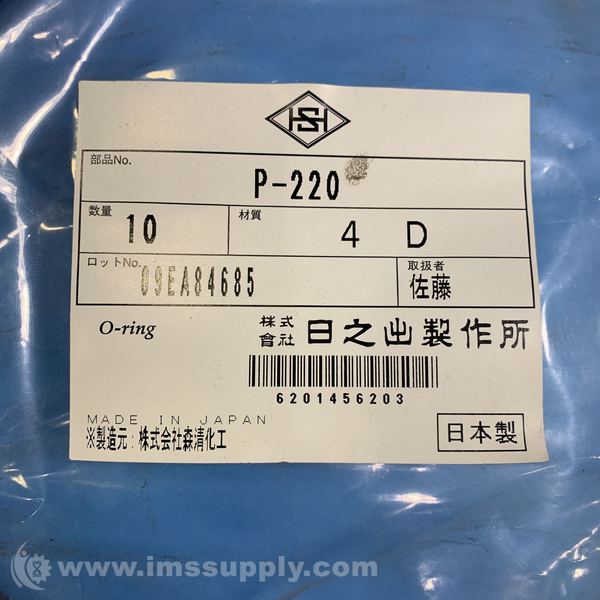 HSH
部品No.
P-220
数量
10
材質
4 D
ロットNo.
09EA84685
取扱者
佐藤
O-ring
株式會社 日之出製作所
6201456203
MADE IN JAPAN
※製造元：株式会社森清化工
日本製
www.imssupply.com